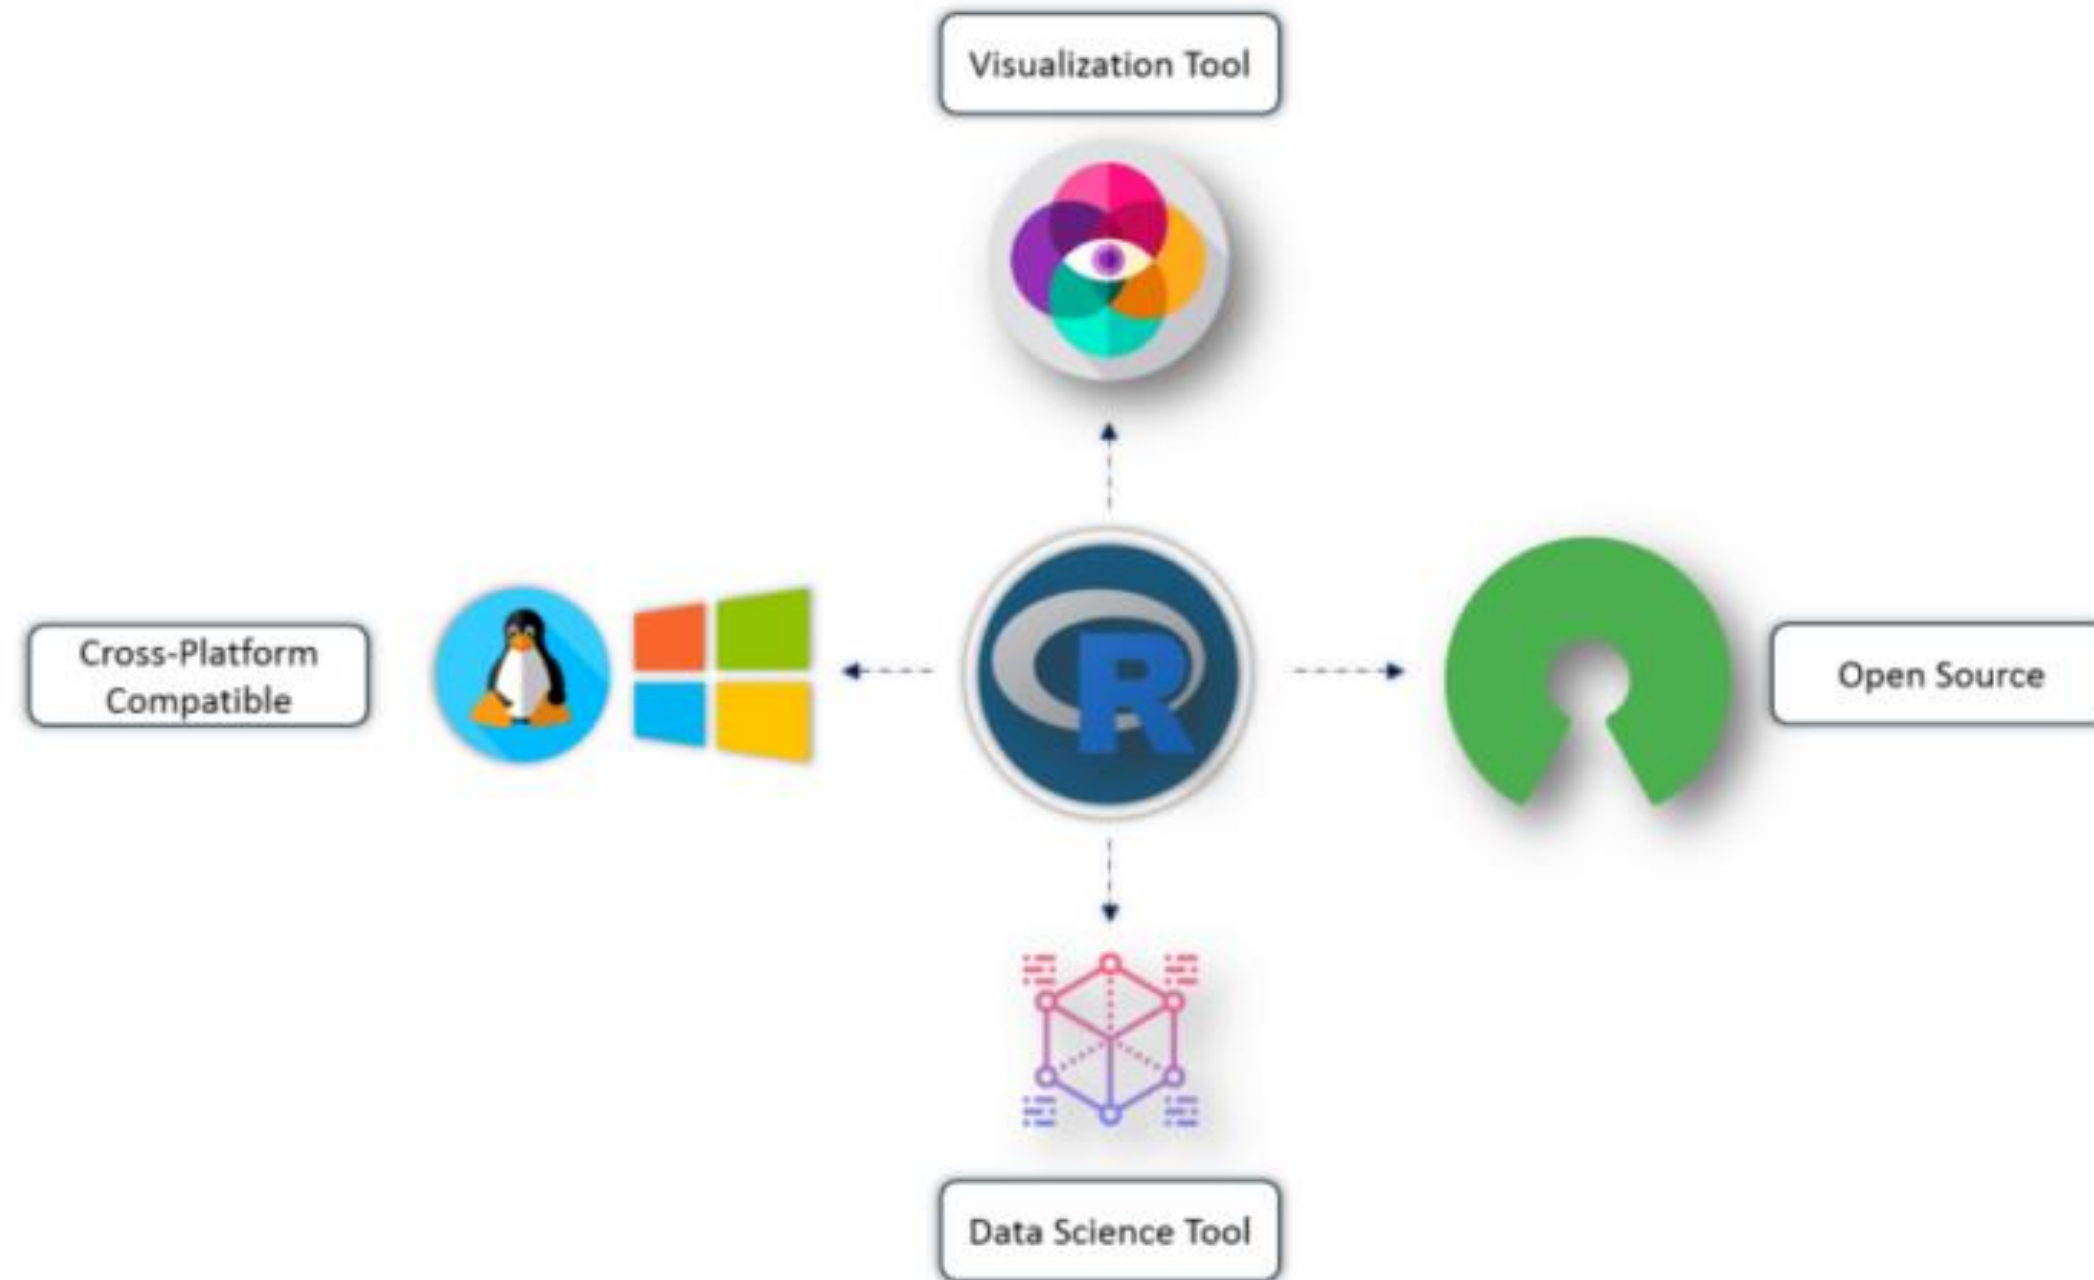 Visualization Tool
Cross-Platform
Compatible
R
Open Source
Data Science Tool